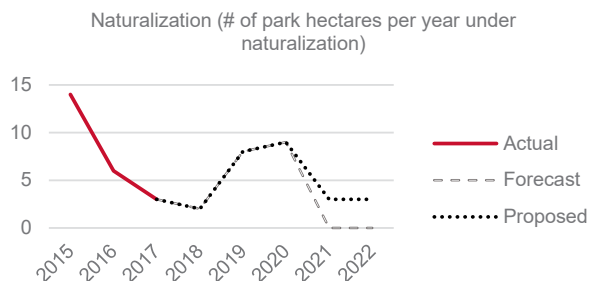 Naturalization (# of park hectares per year under
naturalization)
15
10
5
0
2015
2016
2017
2018
2019
2020
2021
2022
Actual
Forecast
Proposed